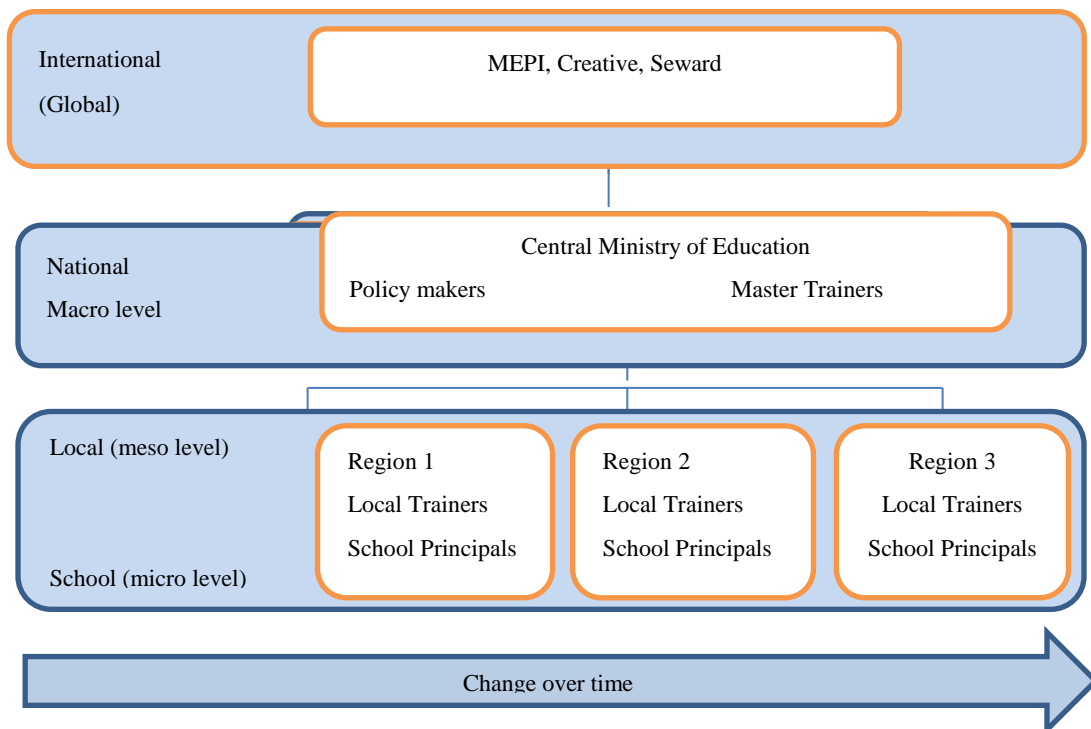 International
(Global)
MEPI, Creative, Seward
National
Macro level
Central Ministry of Education
Policy makers Master Trainers
Local (meso level)
School (micro level)
Region 1
Local Trainers
School Principals
Region 2
Local Trainers
School Principals
Region 3
Local Trainers
School Principals
Change over time